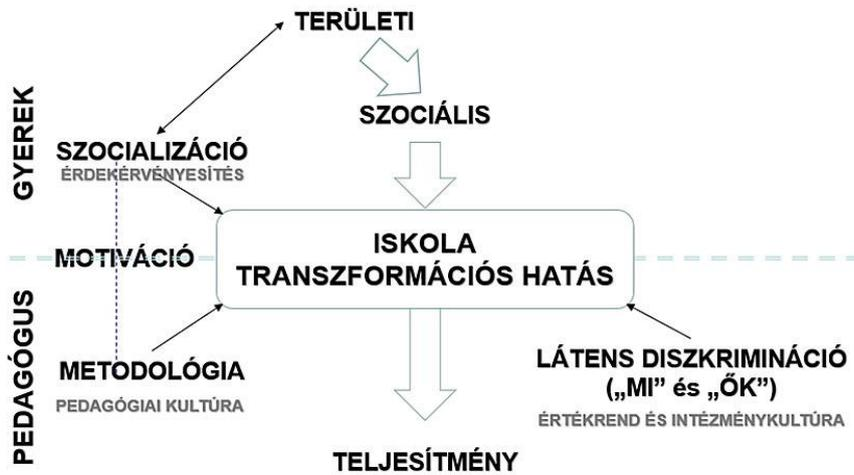 TERÜLETI
SZOCIÁLIS
GYEREK
SZOCIALIZÁCIÓ
ÉRDEKÉRVÉNYESÍTÉS
ISKOLA
TRANSZFORMÁCIÓS HATÁS
MOTIVÁCIÓ
PEDAGÓGUS
METODOLÓGIA
PEDAGÓGIAI KULTÚRA
LÁTENS DISZKRIMINÁCIÓ
(„MI” és „ŐK”)
ÉRTÉKREND ÉS INTÉZMÉNYKULTÚRA
TELJESÍTMÉNY